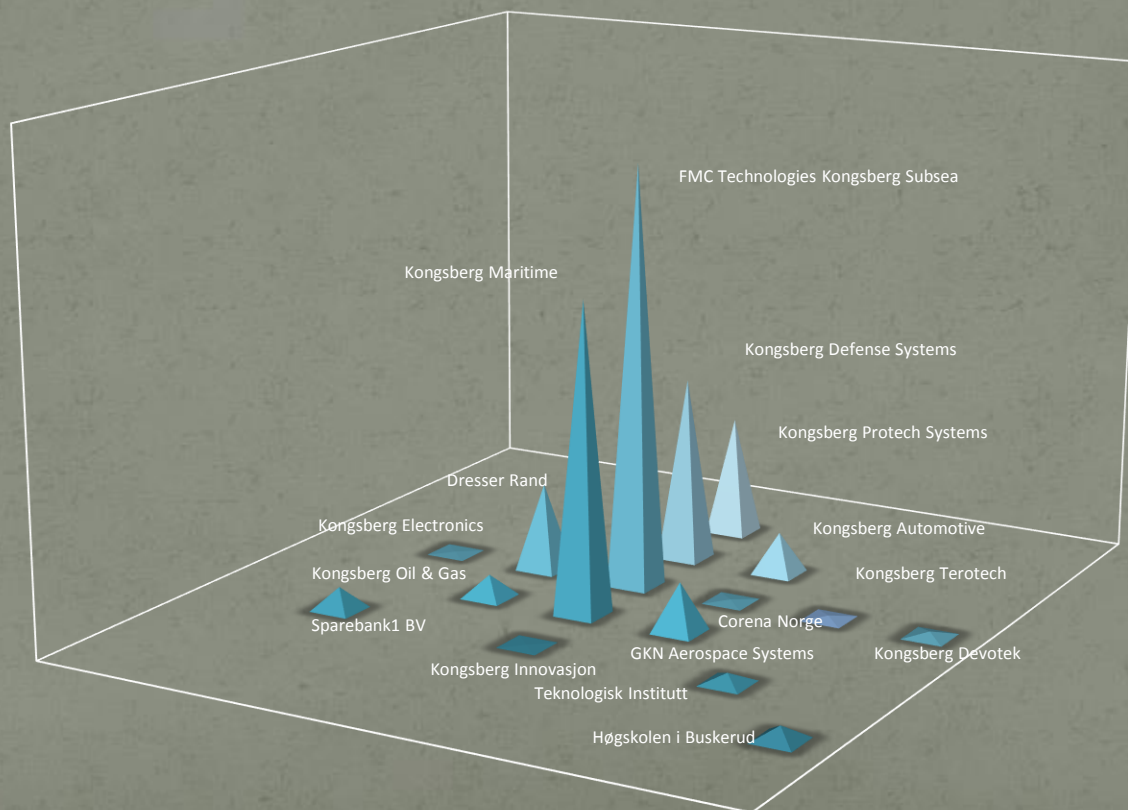 FMC Technologies Kongsberg Subsea
Kongsberg Maritime
Kongsberg Defense Systems
Kongsberg Protech Systems
Dresser Rand
Kongsberg Electronics
Kongsberg Automotive
Kongsberg Oil & Gas
Kongsberg Terotech
Sparebank1 BV
Corena Norge
GKN Aerospace Systems
Kongsberg Devotek
Kongsberg Innovasjon
Teknologisk Institutt
Høgskolen i Buskerud